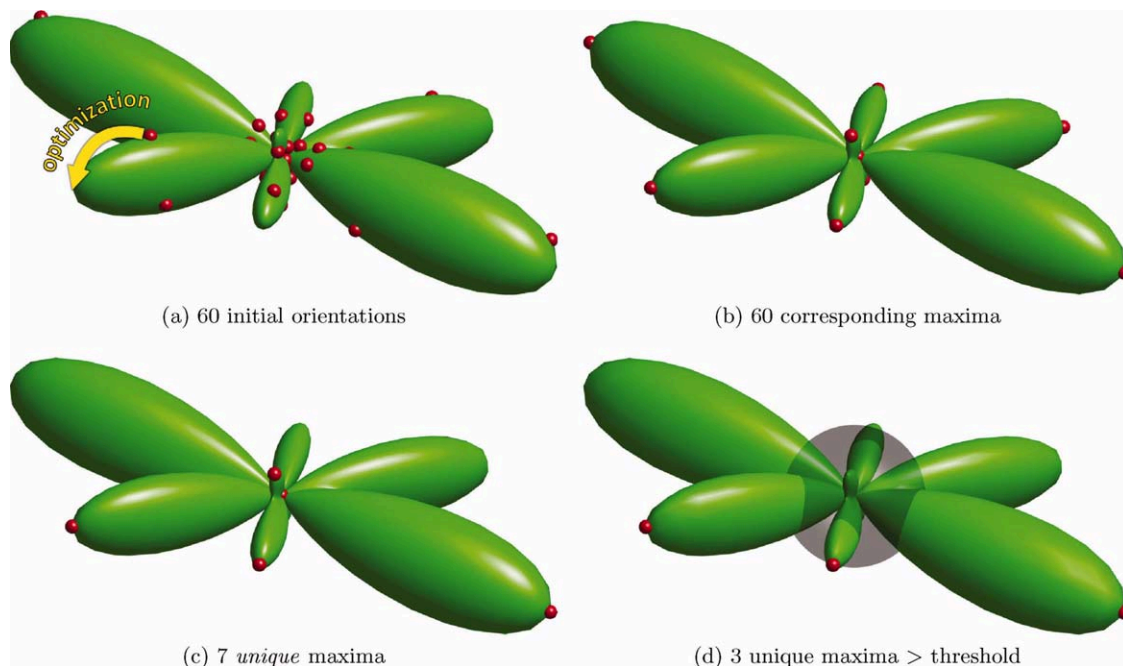 optimization
(a) 60 initial orientations
(b) 60 corresponding maxima
(c) 7 unique maxima
(d) 3 unique maxima > threshold